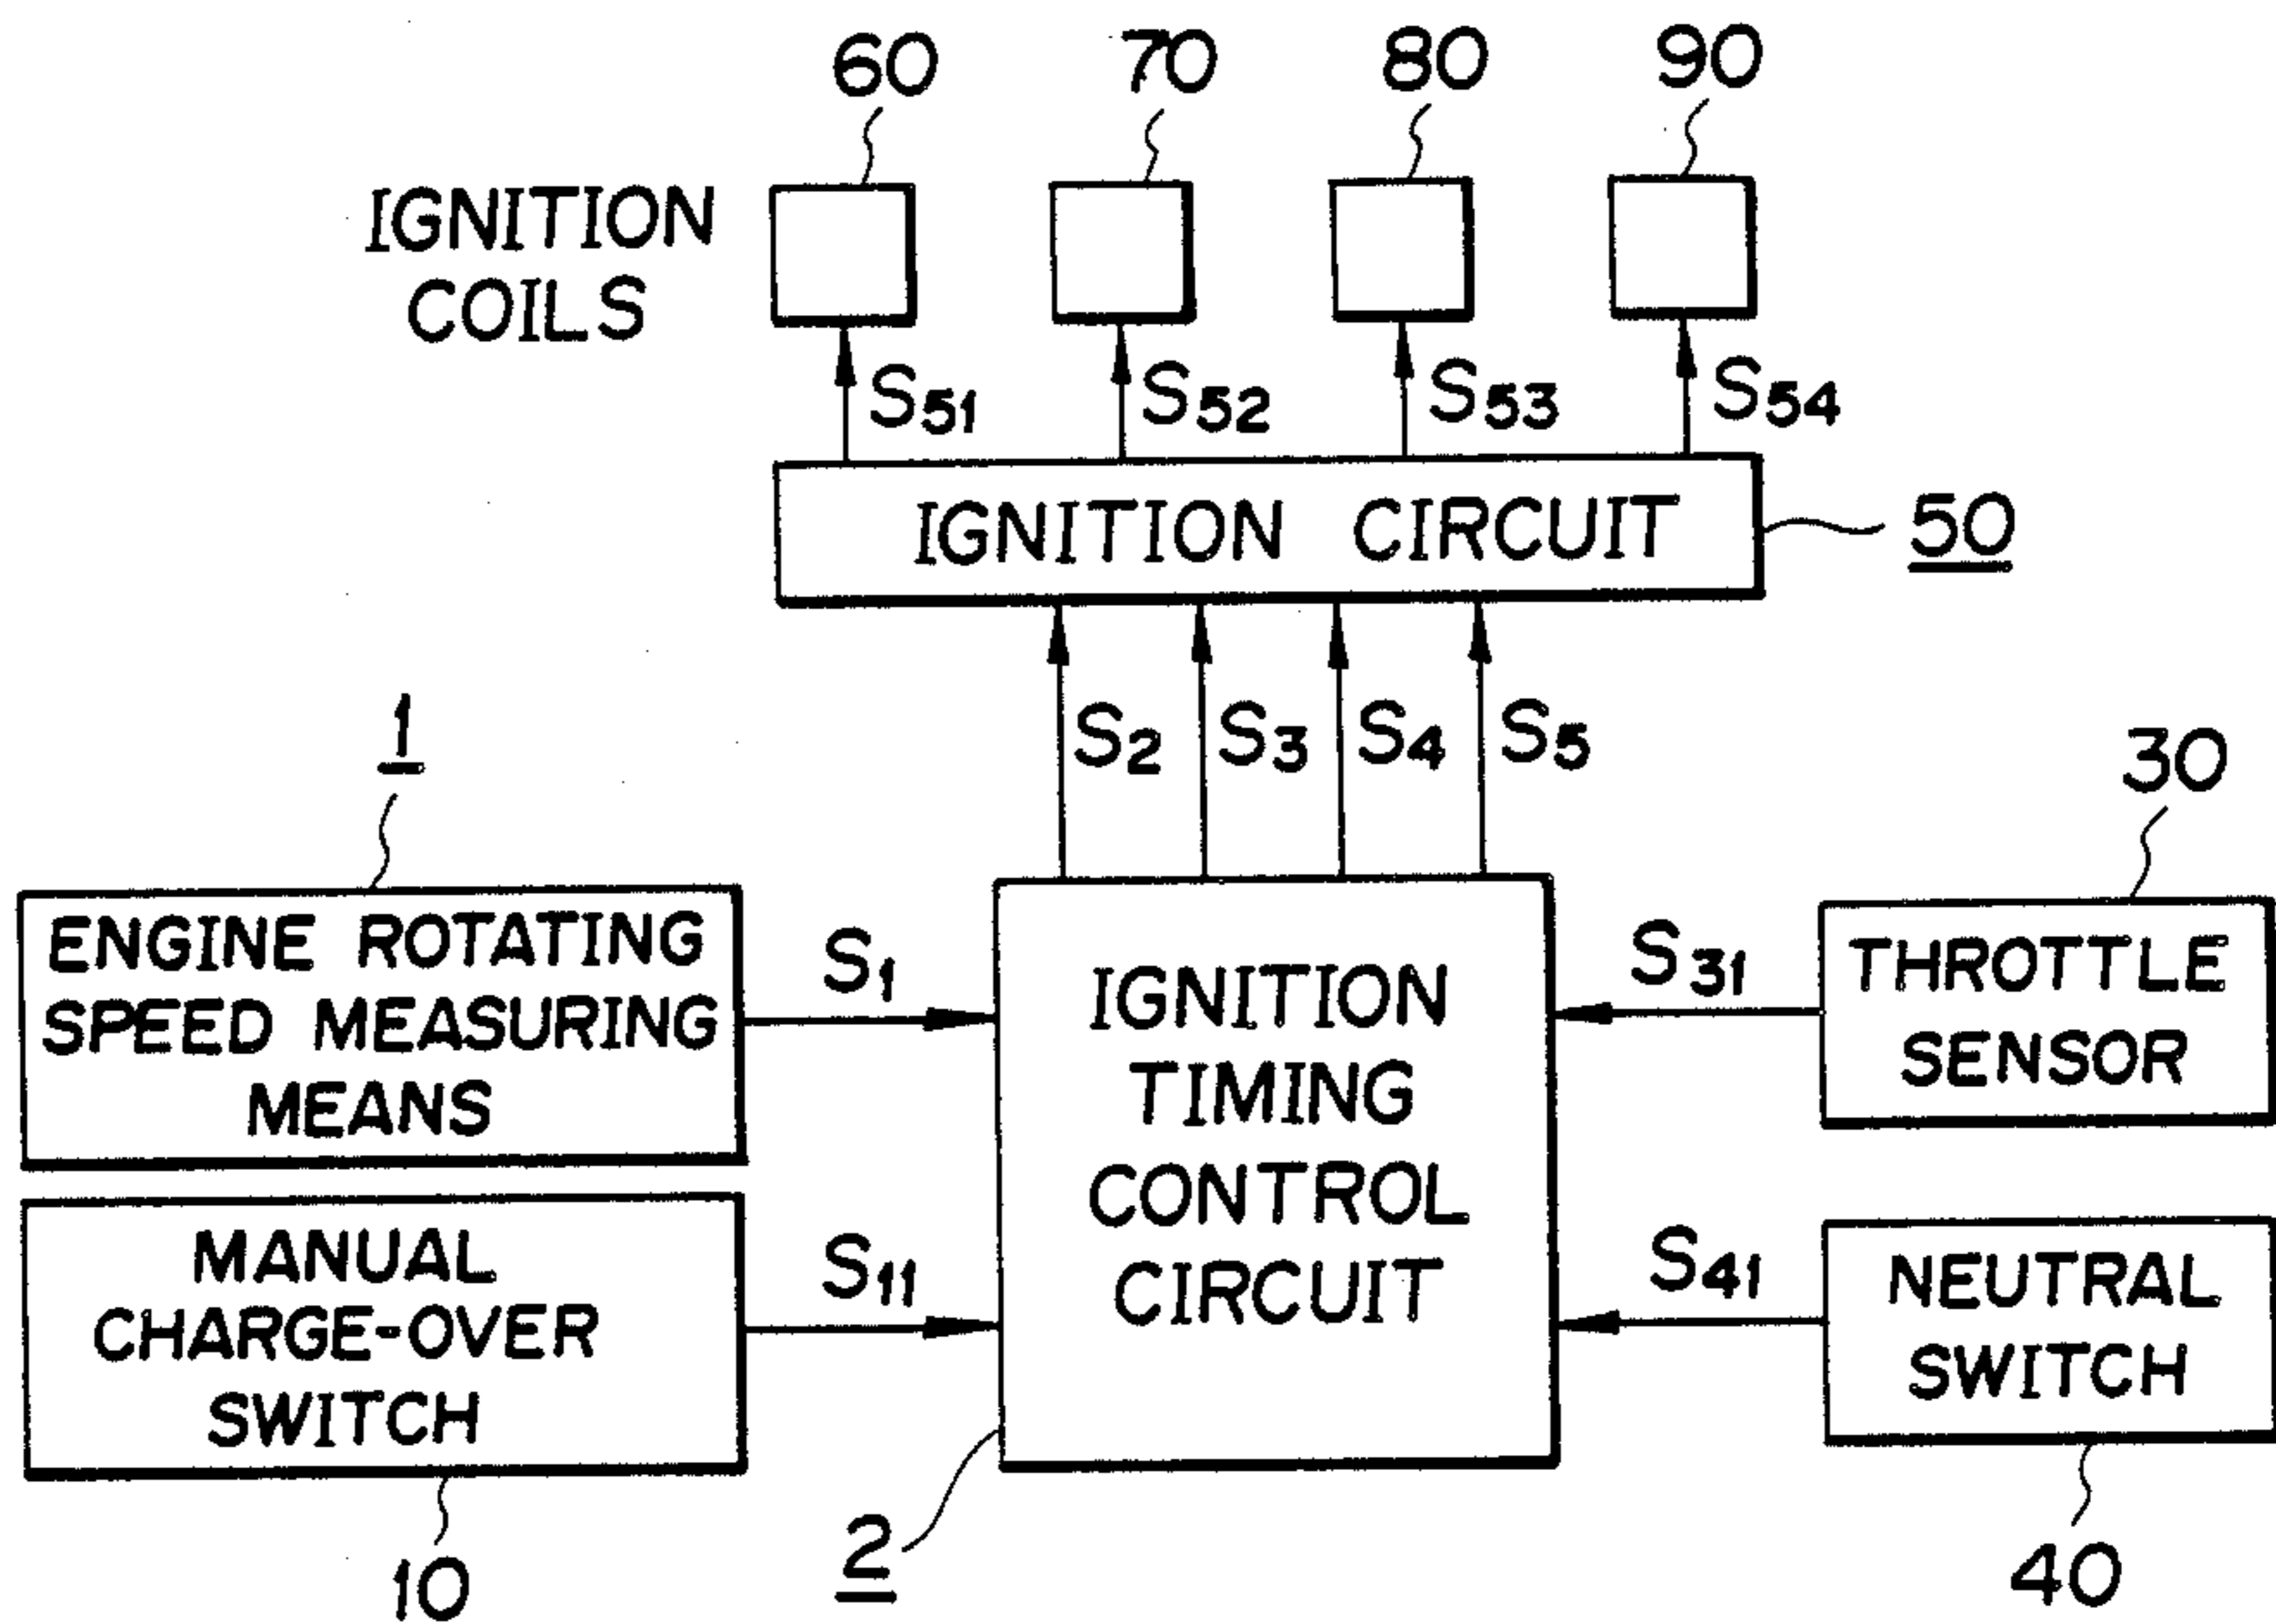 60 70 80 90
IGNITION
COILS
S51 S52 S53 S54
IGNITION CIRCUIT
50
S2 S3 S4 S5
1
30
ENGINE ROTATING
SPEED MEASURING
MEANS
S1
IGNITION
TIMING
CONTROL
CIRCUIT
S31
THROTTLE
SENSOR
MANUAL
CHARGE-OVER
SWITCH
S11
S41
NEUTRAL
SWITCH
10
2
40